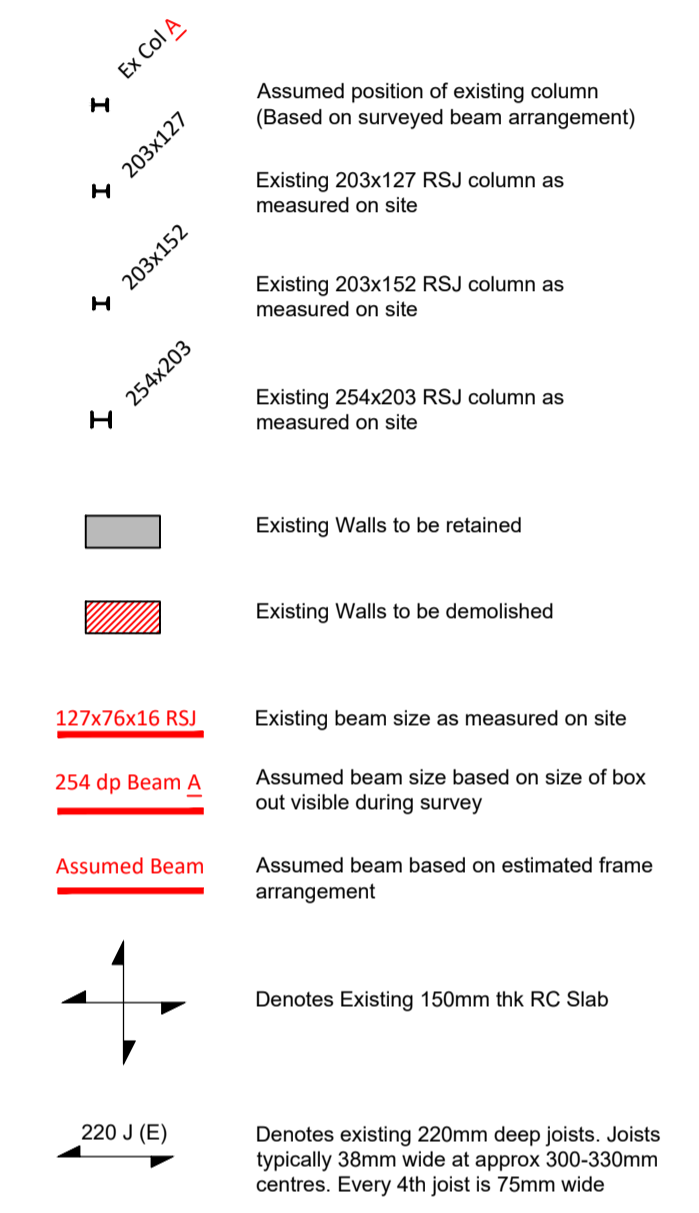 Ex Col A
Assumed position of existing column
(Based on surveyed beam arrangement)
203x127
Existing 203x127 RSJ column as
measured on site
203x152
Existing 203x152 RSJ column as
measured on site
254x203
Existing 254x203 RSJ column as
measured on site
Existing Walls to be retained
Existing Walls to be demolished
127x76x16 RSJ
Existing beam size as measured on site
254 dp Beam A
Assumed beam size based on size of box
out visible during survey
Assumed Beam
Assumed beam based on estimated frame
arrangement
Denotes Existing 150mm thk RC Slab
220 J (E)
Denotes existing 220mm deep joists. Joists
typically 38mm wide at approx 300-330mm
centres. Every 4th joist is 75mm wide